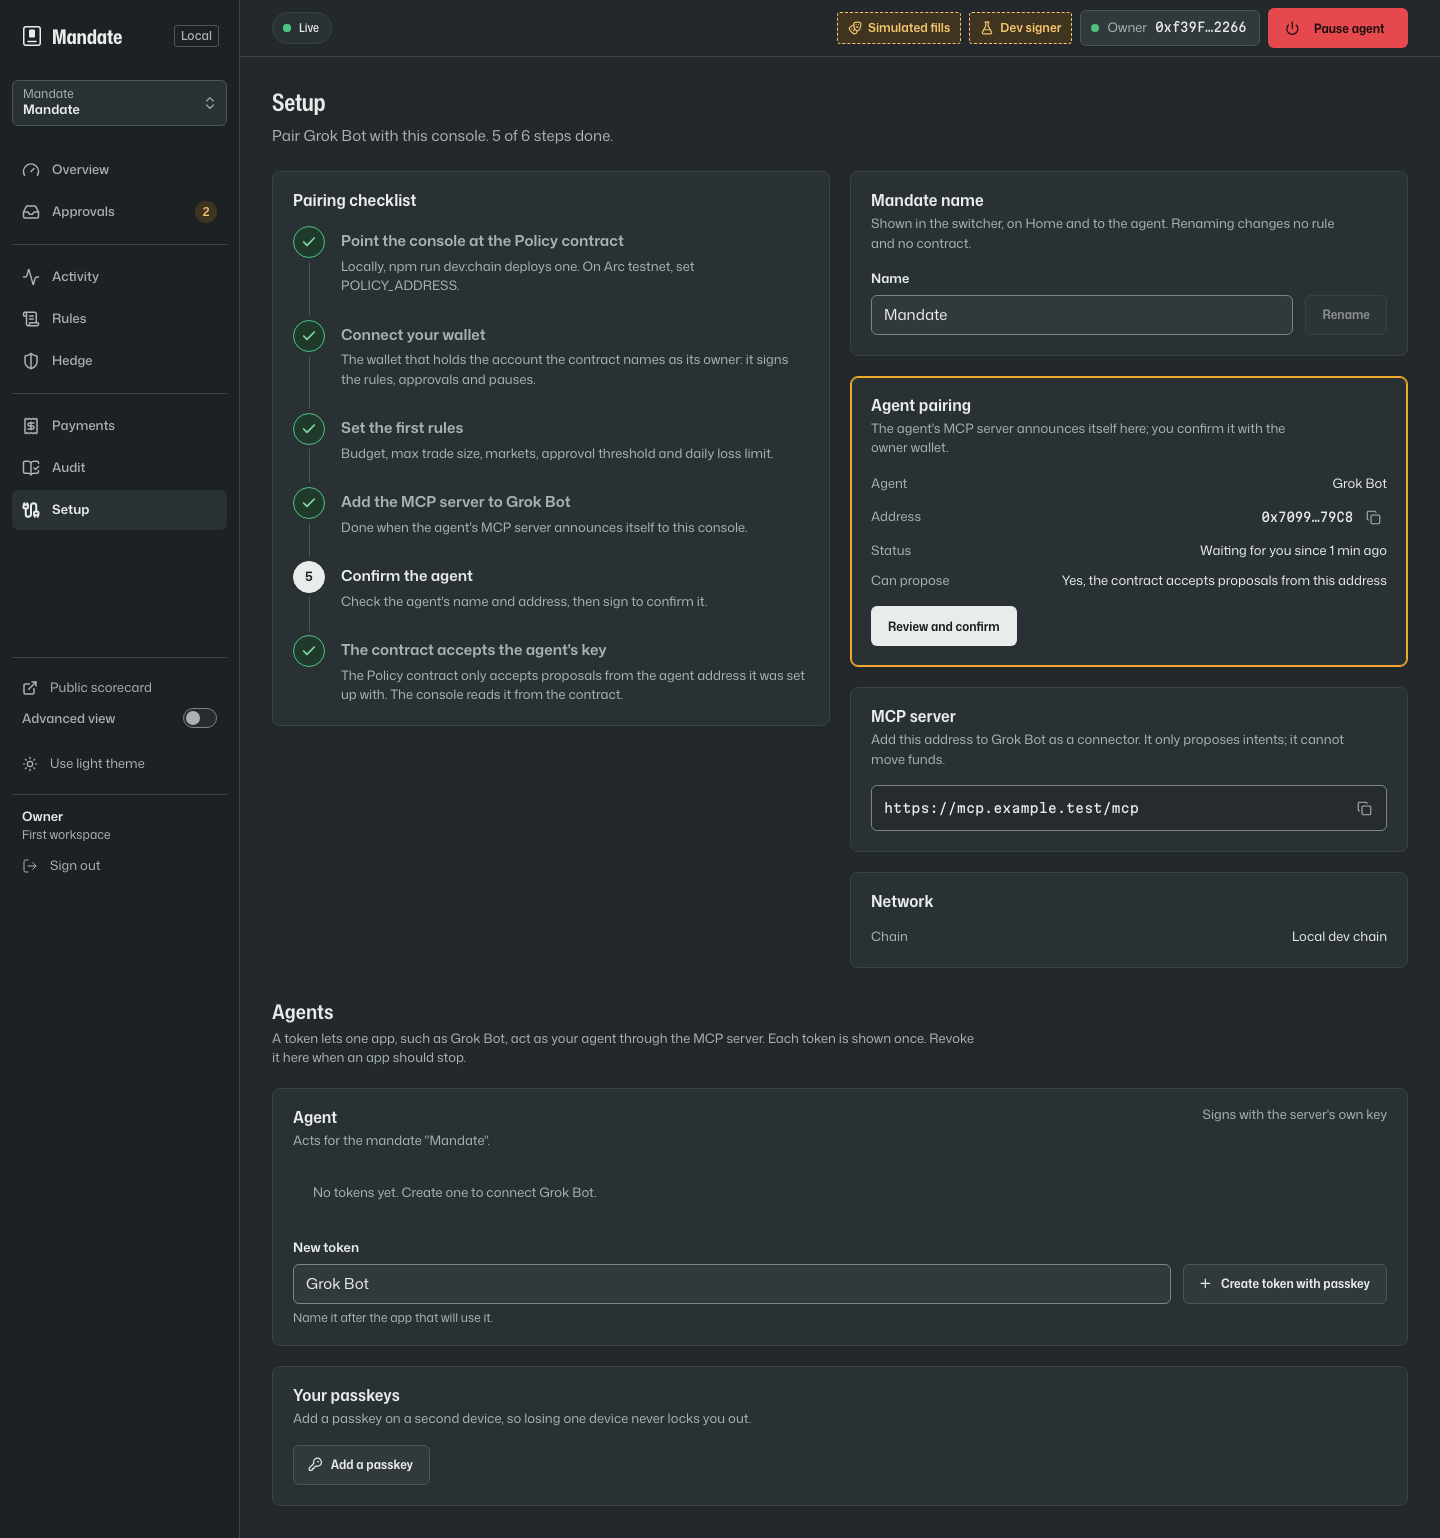 Mandate
Local
Mandate
Mandate
Overview
Approvals
2
Activity
Rules
Hedge
Payments
Audit
Setup
Public scorecard
Advanced view
Use light theme
Owner
First workspace
Sign out
Live
Simulated fills
Dev signer
Owner 0xf39F…2266
Pause agent
Setup
Pair Grok Bot with this console. 5 of 6 steps done.
Pairing checklist
Point the console at the Policy contract
Locally, npm run dev:chain deploys one. On Arc testnet, set
POLICY_ADDRESS.
Connect your wallet
The wallet that holds the account the contract names as its owner: it signs
the rules, approvals and pauses.
Set the first rules
Budget, max trade size, markets, approval threshold and daily loss limit.
Add the MCP server to Grok Bot
Done when the agent's MCP server announces itself to this console.
5
Confirm the agent
Check the agent's name and address, then sign to confirm it.
The contract accepts the agent's key
The Policy contract only accepts proposals from the agent address it was set
up with. The console reads it from the contract.
Mandate name
Shown in the switcher, on Home and to the agent. Renaming changes no rule
and no contract.
Name
Mandate
Rename
Agent pairing
The agent's MCP server announces itself here; you confirm it with the
owner wallet.
Agent
Grok Bot
Address
0x7099…79C8
Status
Waiting for you since 1 min ago
Can propose
Yes, the contract accepts proposals from this address
Review and confirm
MCP server
Add this address to Grok Bot as a connector. It only proposes intents; it cannot
move funds.
https://mcp.example.test/mcp
Network
Chain
Local dev chain
Agents
A token lets one app, such as Grok Bot, act as your agent through the MCP server. Each token is shown once. Revoke
it here when an app should stop.
Agent
Signs with the server's own key
Acts for the mandate "Mandate".
No tokens yet. Create one to connect Grok Bot.
New token
Grok Bot
Create token with passkey
Name it after the app that will use it.
Your passkeys
Add a passkey on a second device, so losing one device never locks you out.
Add a passkey